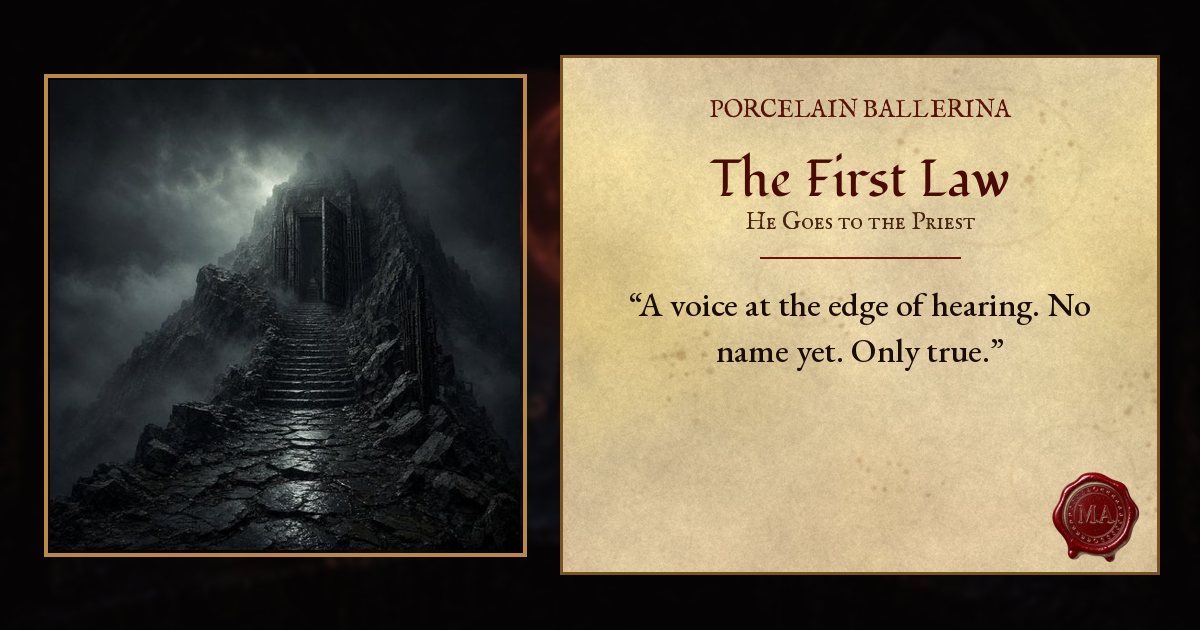 PORCELAIN BALLERINA
The First Law
He Goes to the Priest
“A voice at the edge of hearing. No
name yet. Only true.”
MA